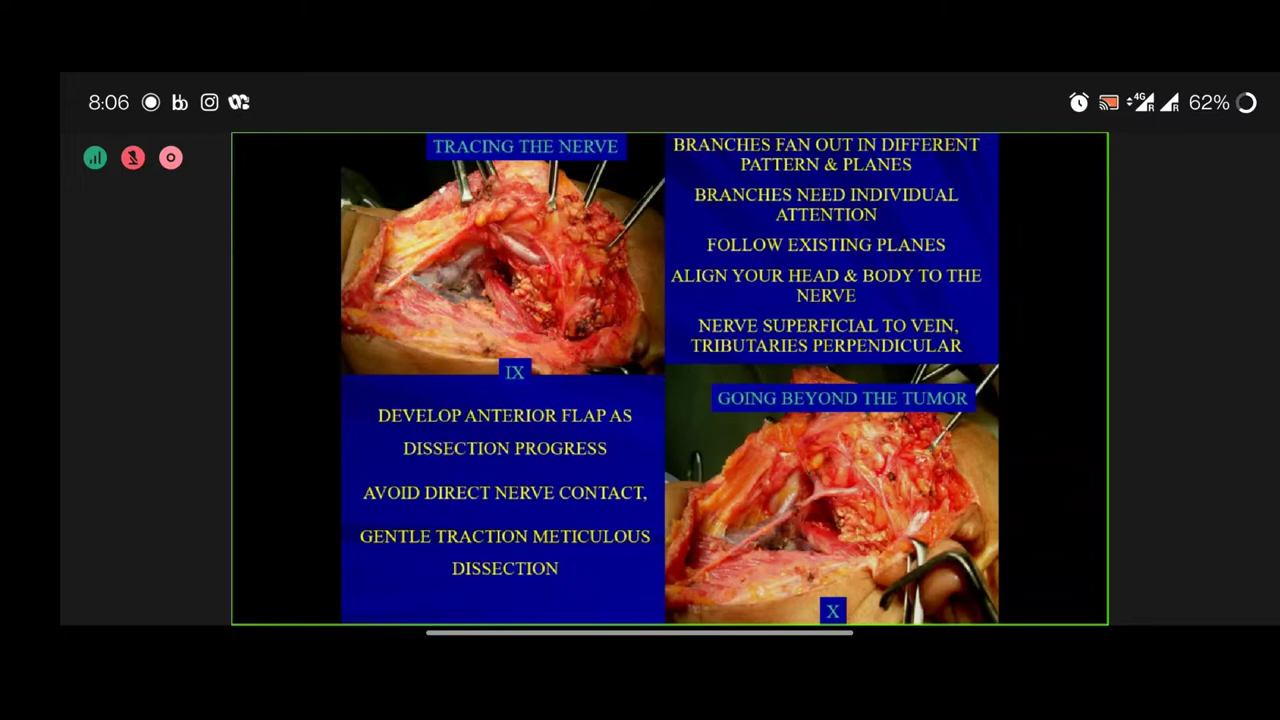 8:06
62%
4G
R
R
TRACING THE NERVE
IX
DEVELOP ANTERIOR FLAP AS
DISSECTION PROGRESS
AVOID DIRECT NERVE CONTACT,
GENTLE TRACTION METICULOUS
DISSECTION
BRANCHES FAN OUT IN DIFFERENT
PATTERN & PLANES
BRANCHES NEED INDIVIDUAL
ATTENTION
FOLLOW EXISTING PLANES
ALIGN YOUR HEAD & BODY TO THE
NERVE
NERVE SUPERFICIAL TO VEIN,
TRIBUTARIES PERPENDICULAR
GOING BEYOND THE TUMOR
X